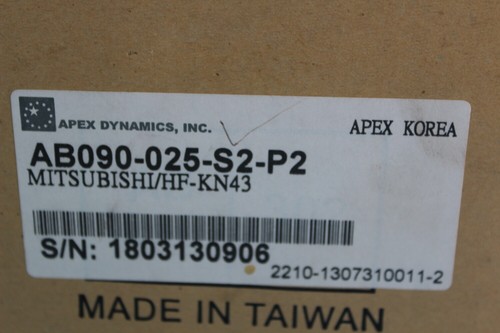 APEX DYNAMICS, INC.
APEX KOREA
AB090-025-S2-P2
MITSUBISHI/HF-KN43
S/N: 1803130906
2210-1307310011-2
MADE IN TAIWAN